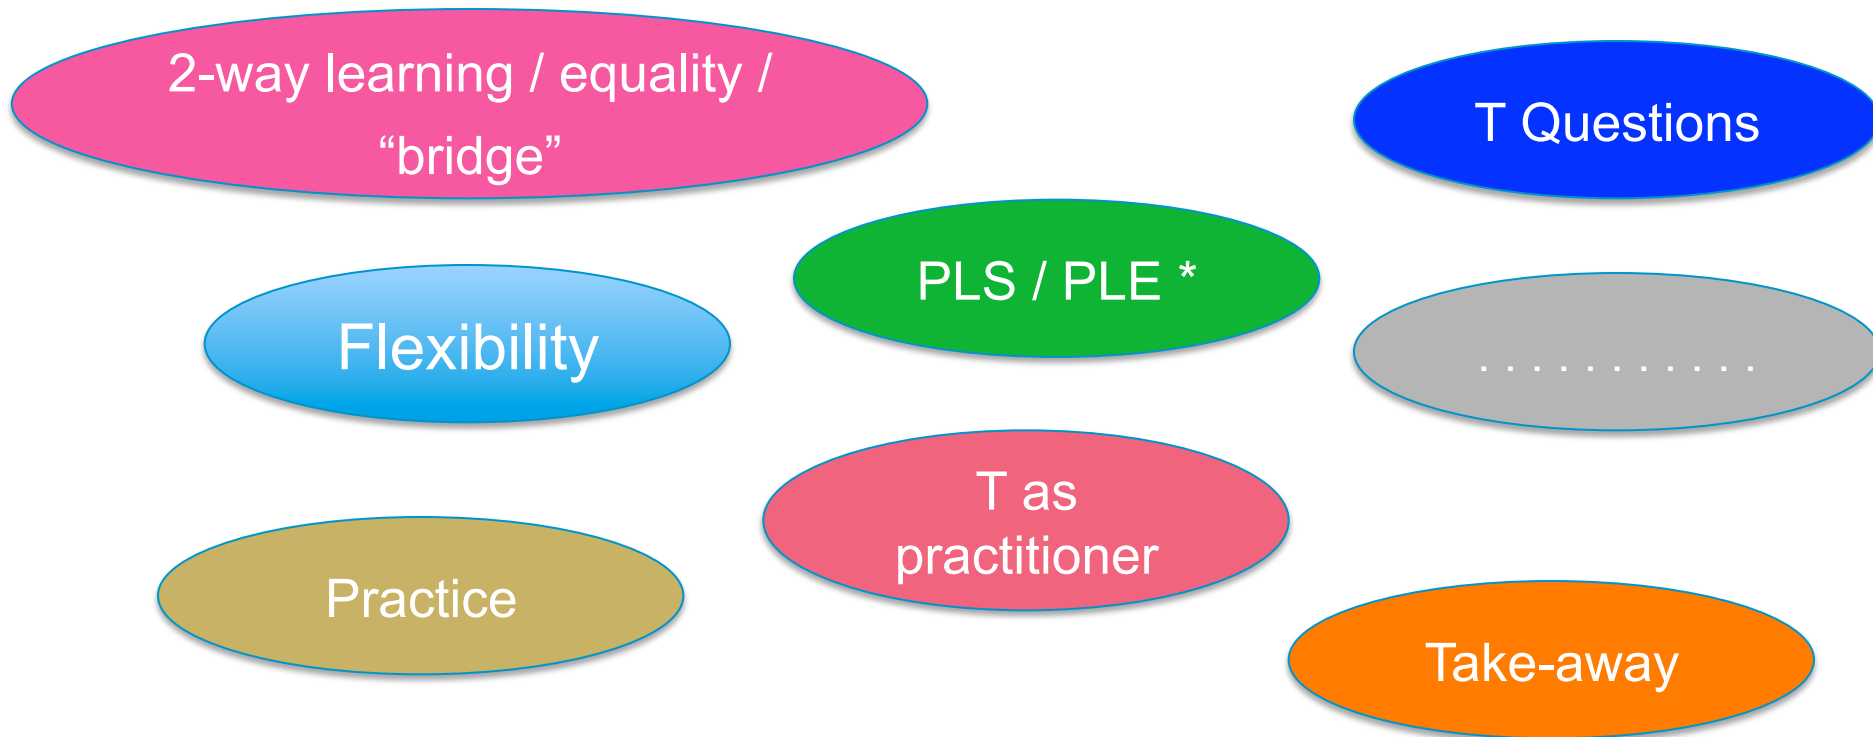 2-way learning / equality /
“bridge”
T Questions
PLS / PLE *
Flexibility
. . . . . . . . . . .
T as
practitioner
Practice
Take-away